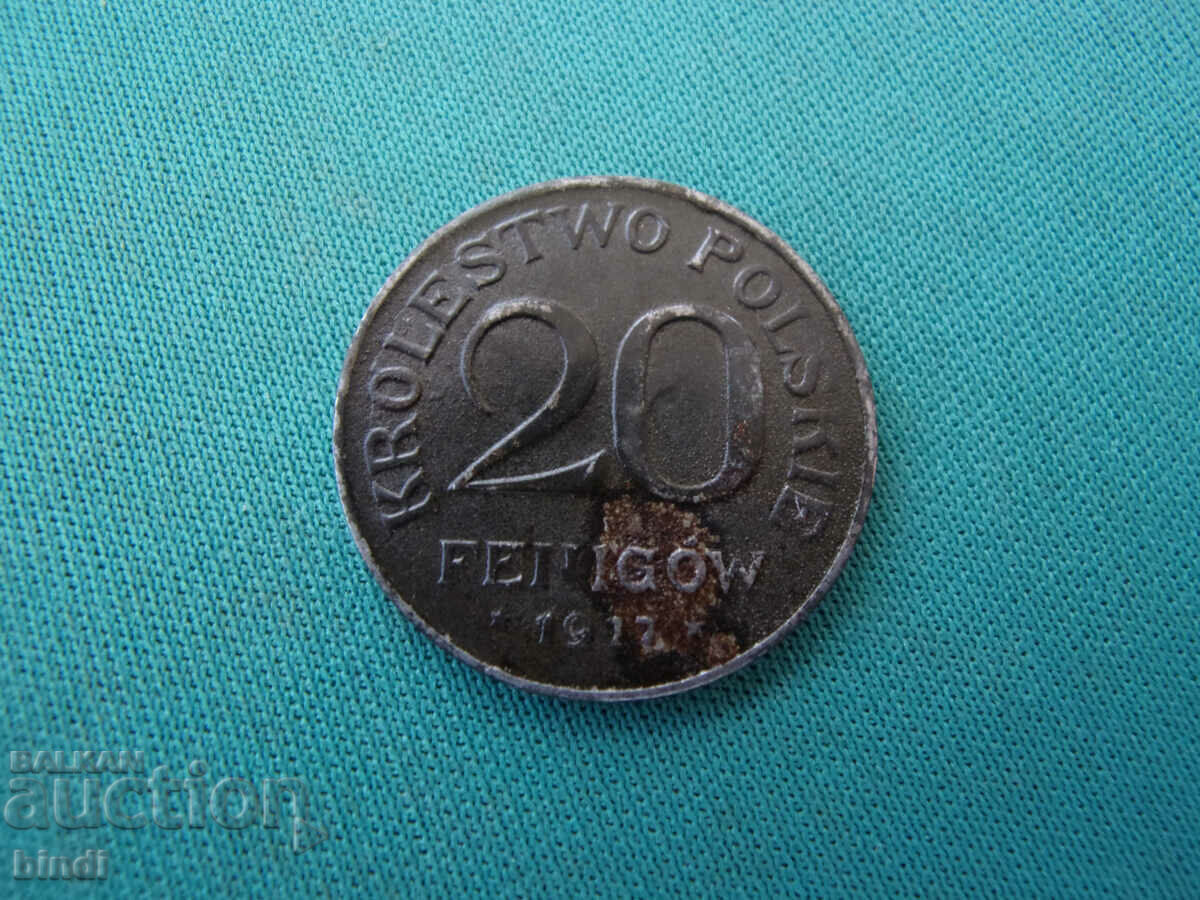 KROLESTWO POLSKIE
20
FENIGÓW
* 1917 *
BALKAN
auction
bindi